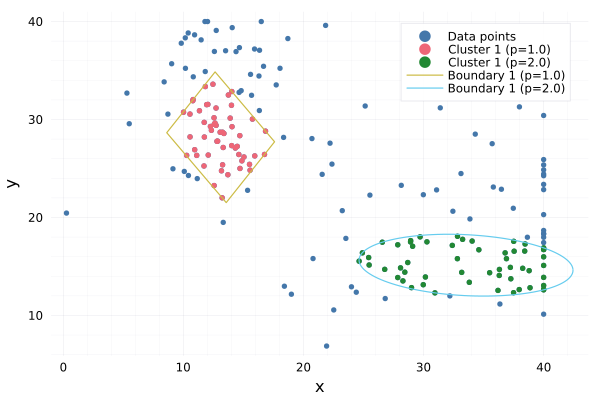 40
30
20
10
y
0
10
20
30
40
x
Data points
Cluster 1 (p=1.0)
Cluster 1 (p=2.0)
Boundary 1 (p=1.0)
Boundary 1 (p=2.0)